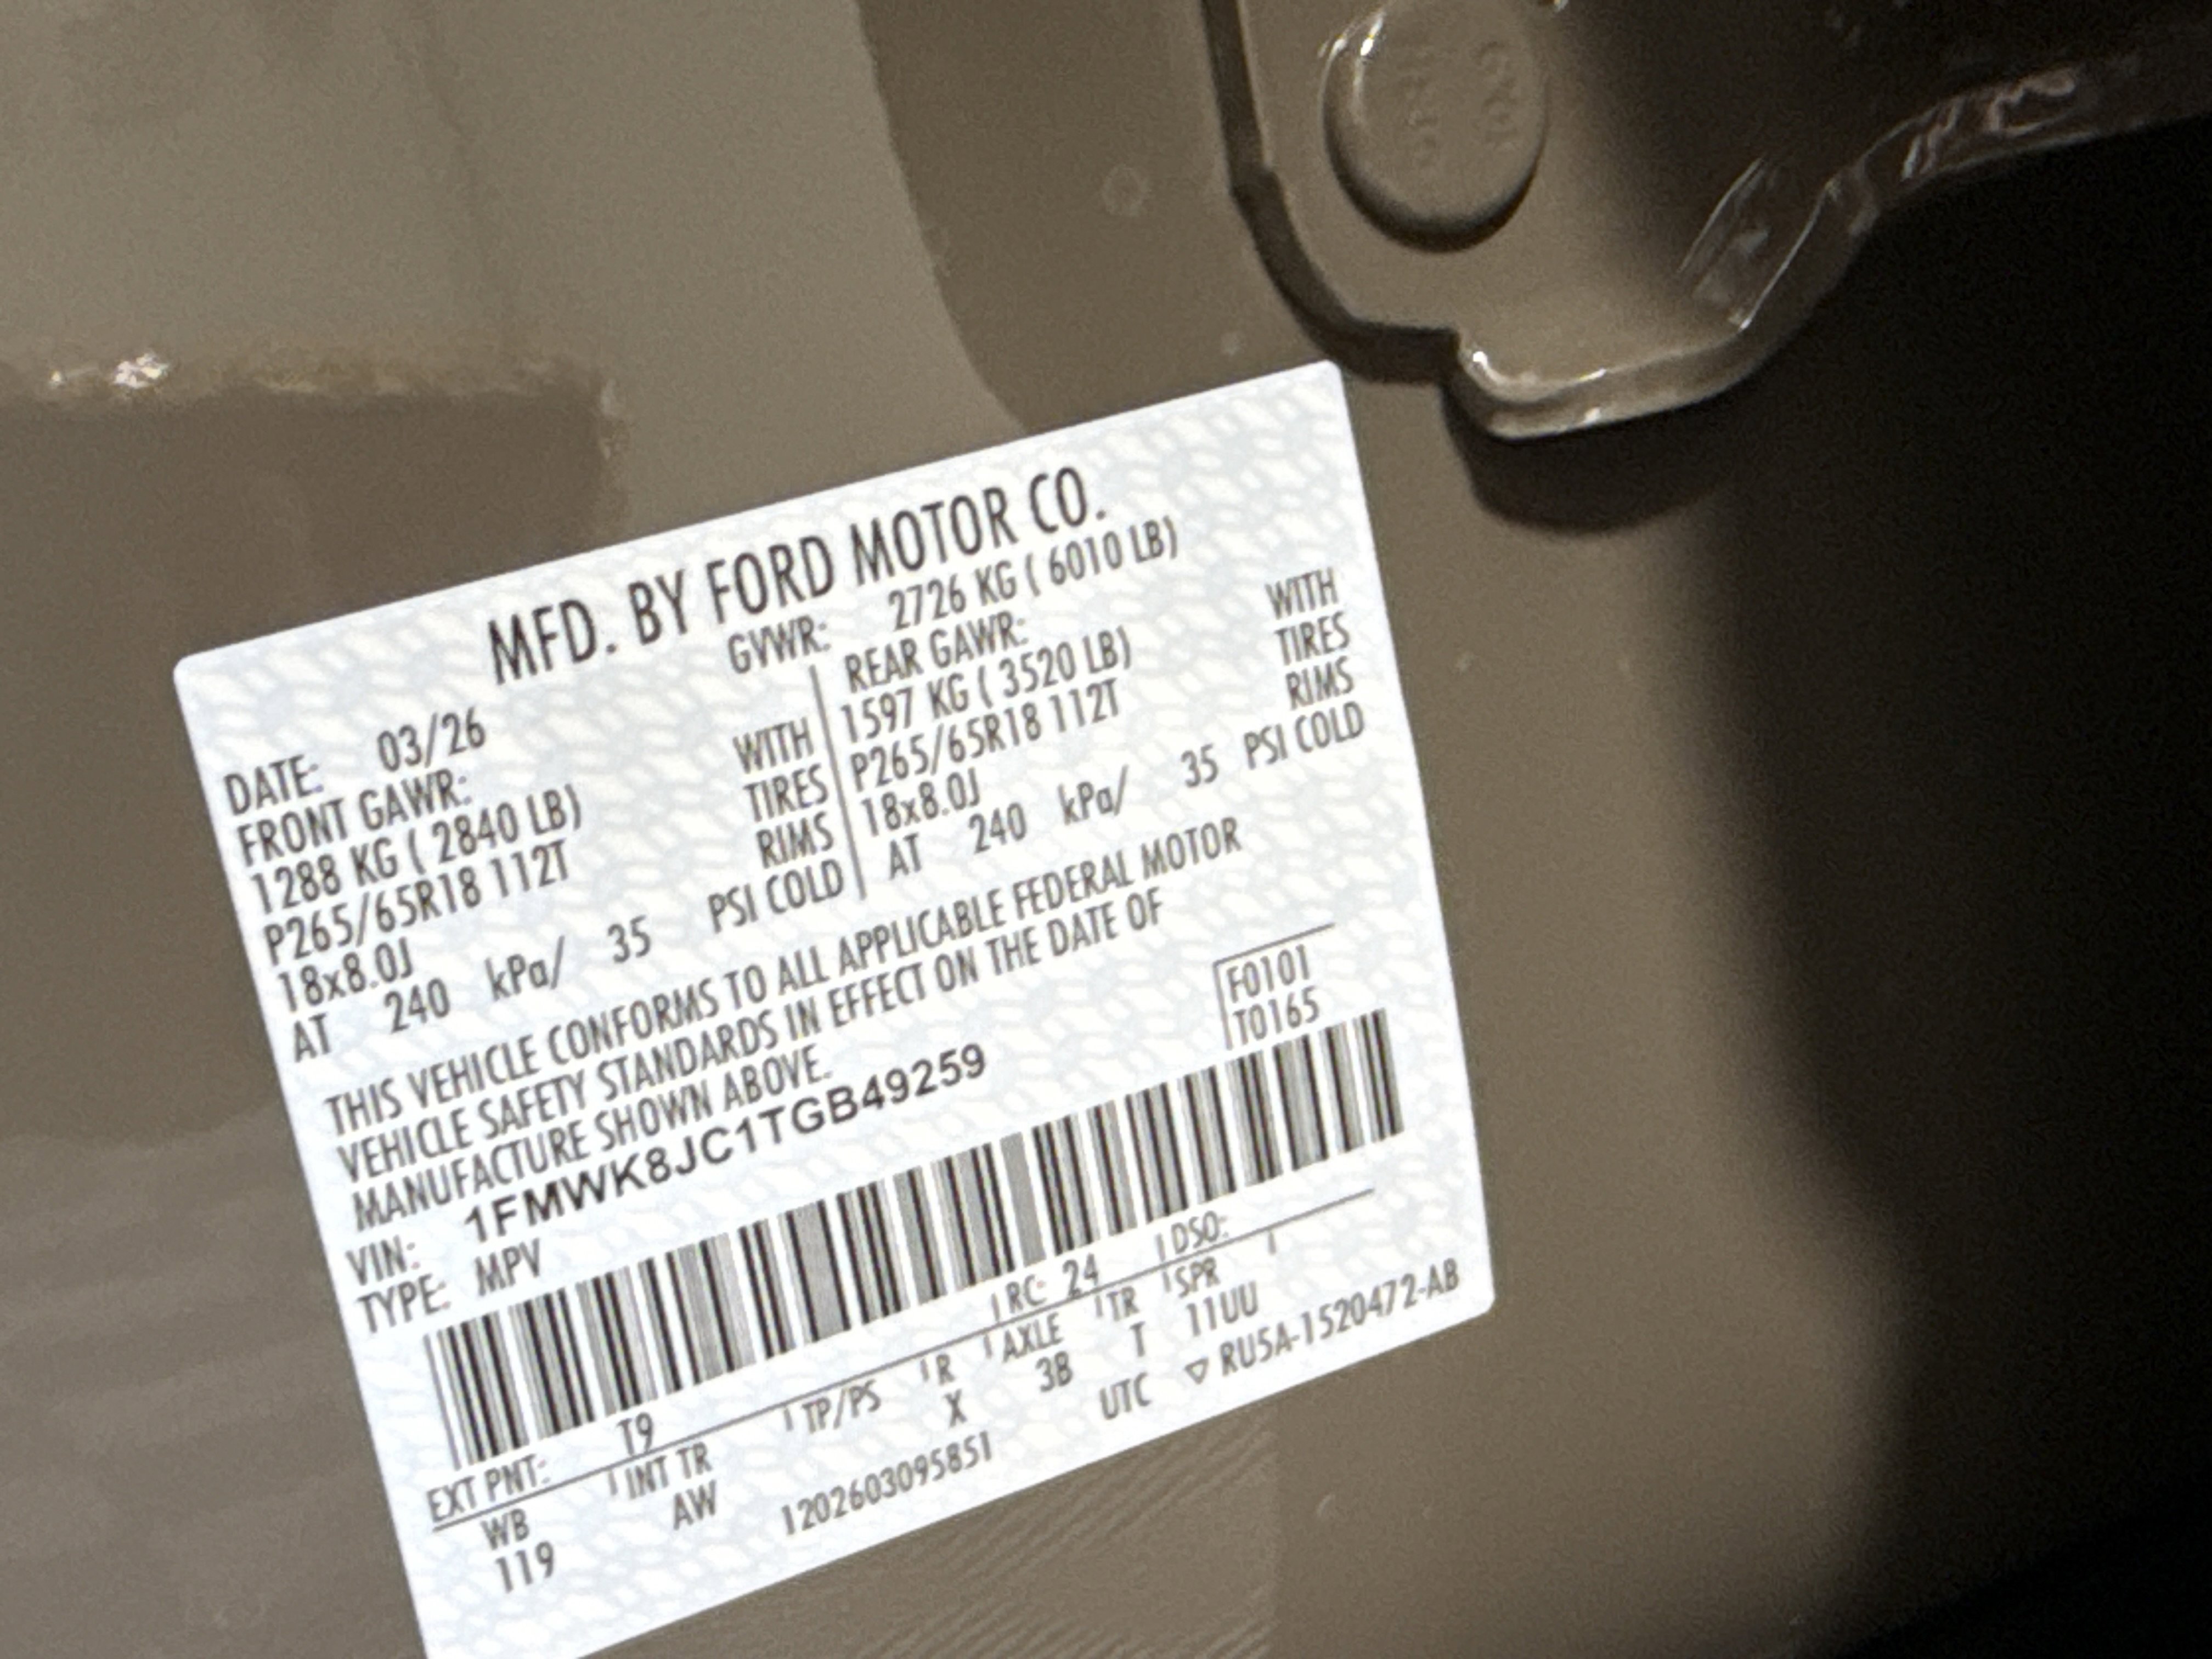 MFD. BY FORD MOTOR CO.
GVWR: 2726 KG ( 6010 LB)
DATE: 03/26
FRONT GAWR:
1288 KG ( 2840 LB) WITH
P265/65R18 112T TIRES
18x8.0J RIMS
AT 240 kPa/ 35 PSI COLD
REAR GAWR:
1597 KG ( 3520 LB) WITH
P265/65R18 112T TIRES
18x8.0J RIMS
AT 240 kPa/ 35 PSI COLD
THIS VEHICLE CONFORMS TO ALL APPLICABLE FEDERAL MOTOR
VEHICLE SAFETY STANDARDS IN EFFECT ON THE DATE OF
MANUFACTURE SHOWN ABOVE.
VIN: 1FMWK8JC1TGB49259
TYPE: MPV
F0101
T0165
EXT PNT: T9 RC: 24 DSO:
WB INT TR TP/PS R AXLE TR SPR
119 AW X 3B T 11UU
1202603095851 UTC ▽ RU5A-1520472-AB